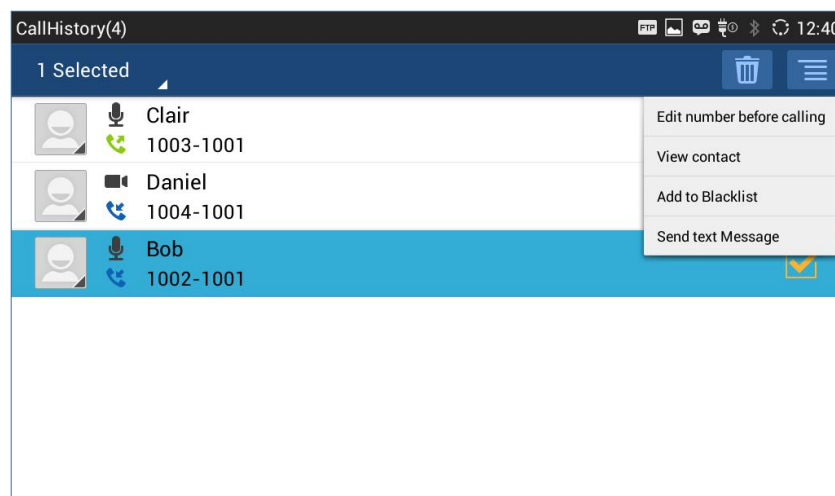 CallHistory(4)
FTP 12:40
1 Selected
Clair
1003-1001
Daniel
1004-1001
Bob
1002-1001
Edit number before calling
View contact
Add to Blacklist
Send text Message